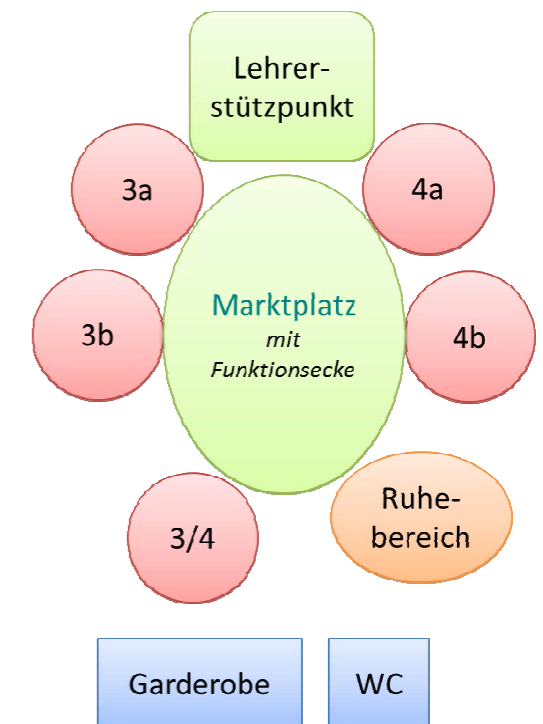 Lehrer-
stützpunkt
3a
4a
Marktplatz
mit
Funktionsecke
3b
4b
3/4
Ruhe-
bereich
Garderobe
WC